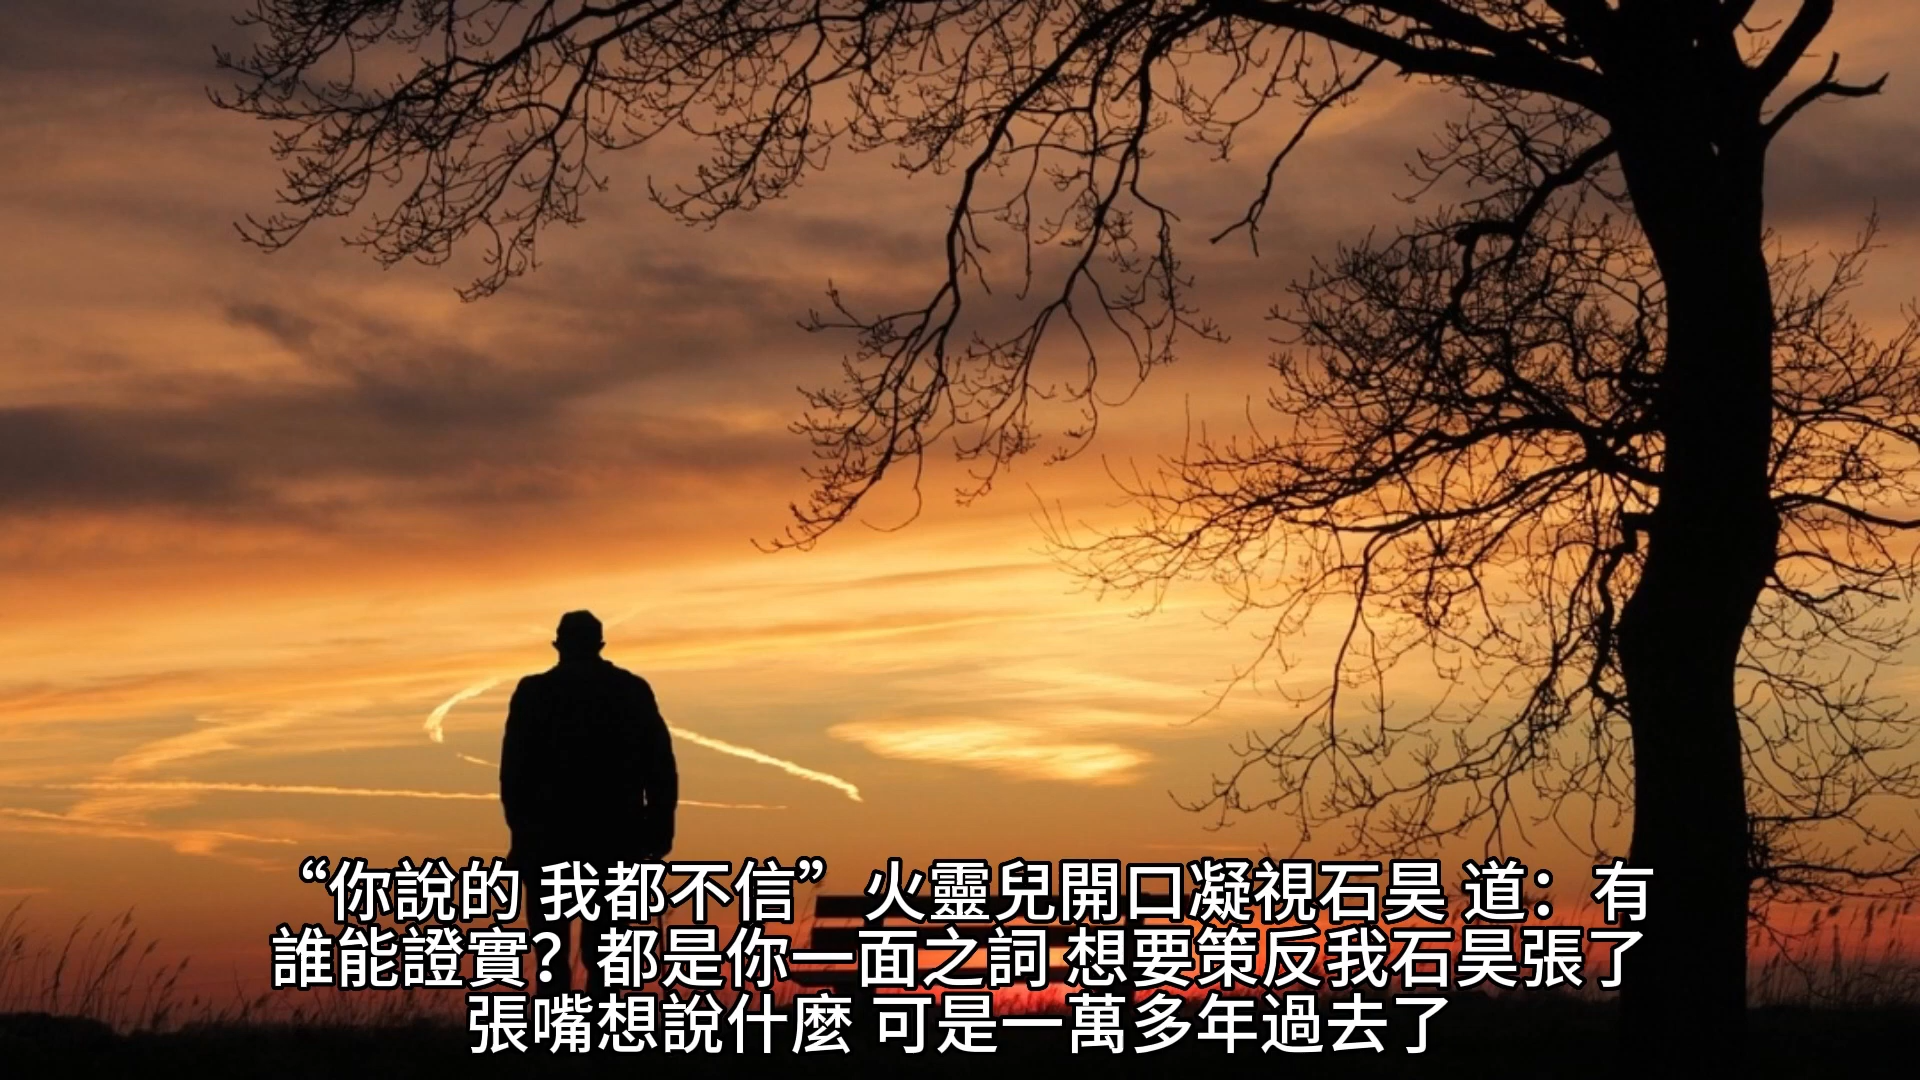 “你說的 我都不信”火靈兒開口凝視石昊 道：有
誰能證實？都是你一面之詞 想要策反我石昊張了
張嘴想說什麼 可是一萬多年過去了